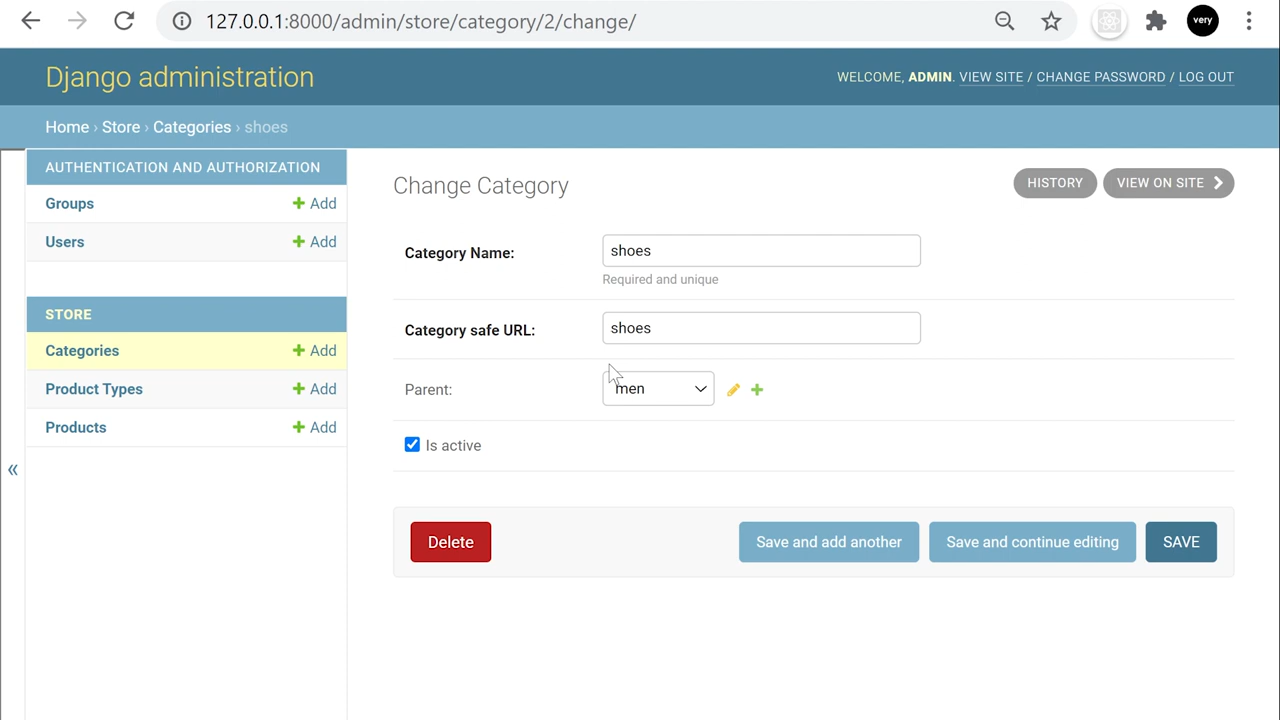 127.0.0.1:8000/admin/store/category/2/change/
very
Django administration
WELCOME, ADMIN. VIEW SITE / CHANGE PASSWORD / LOG OUT
Home › Store › Categories › shoes
AUTHENTICATION AND AUTHORIZATION
Groups + Add
Users + Add
STORE
Categories + Add
Product Types + Add
Products + Add
«
Change Category
HISTORY
VIEW ON SITE
Category Name: shoes
Required and unique
Category safe URL: shoes
Parent: men
Is active
Delete
Save and add another
Save and continue editing
SAVE